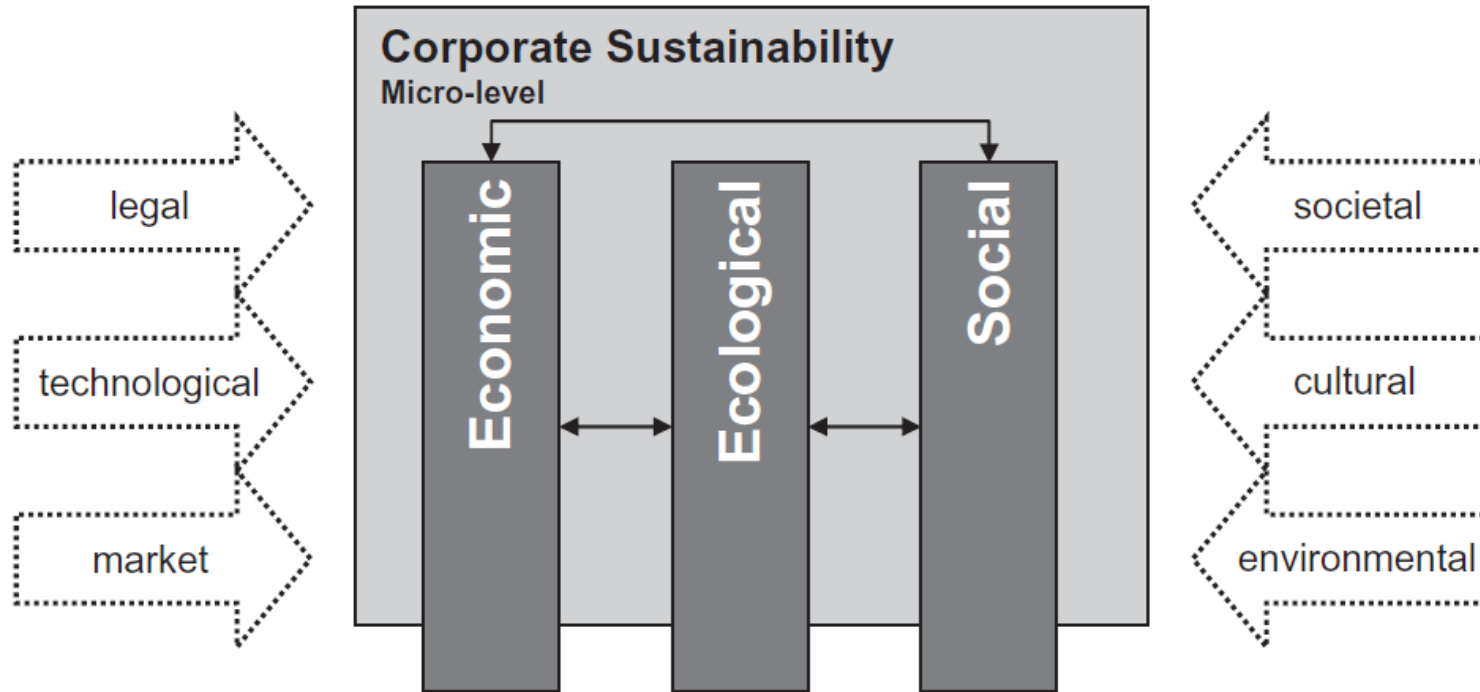 Corporate Sustainability
Micro-level
legal
technological
market
Economic
Ecological
Social
societal
cultural
environmental